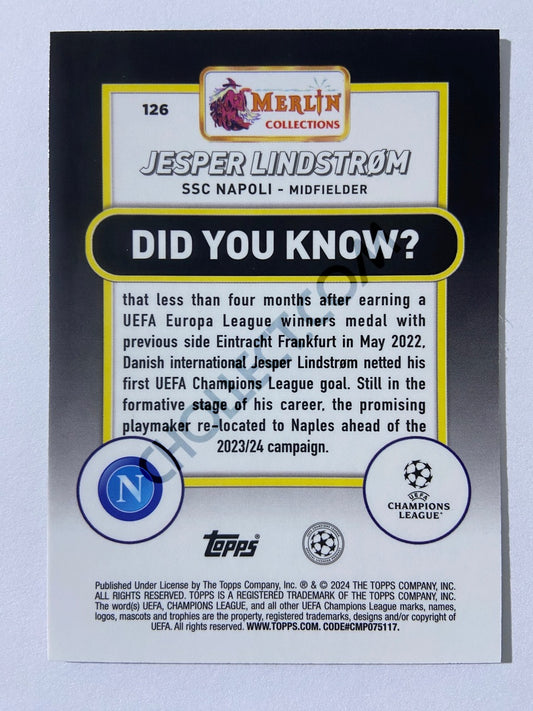 126
MERLIN
COLLECTIONS
JESPER LINDSTRØM
SSC NAPOLI - MIDFIELDER
DID YOU KNOW?
that less than four months after earning a
UEFA Europa League winners medal with
previous side Eintracht Frankfurt in May 2022,
Danish international Jesper Lindstrøm netted his
first UEFA Champions League goal. Still in the
formative stage of his career, the promising
playmaker re-located to Naples ahead of the
2023/24 campaign.
CHOLLECT.COM
N
UEFA
CHAMPIONS
LEAGUE
topps
Published Under License by The Topps Company, Inc. ® & © 2024 THE TOPPS COMPANY, INC.
ALL RIGHTS RESERVED. TOPPS IS A REGISTERED TRADEMARK OF THE TOPPS COMPANY, INC.
The word(s) UEFA, CHAMPIONS LEAGUE, and all other UEFA Champions League marks, names,
logos, mascots and trophies are the property, registered trademarks, designs and/or copyright of
UEFA. All rights reserved. WWW.TOPPS.COM. CODE#CMP075117.